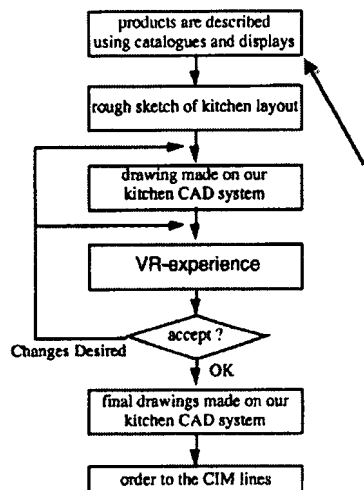 products are described
using catalogues and displays
rough sketch of kitchen layout
drawing made on our
kitchen CAD system
VR-experience
accept ?
Changes Desired
OK
final drawings made on our
kitchen CAD system
order to the CIM lines